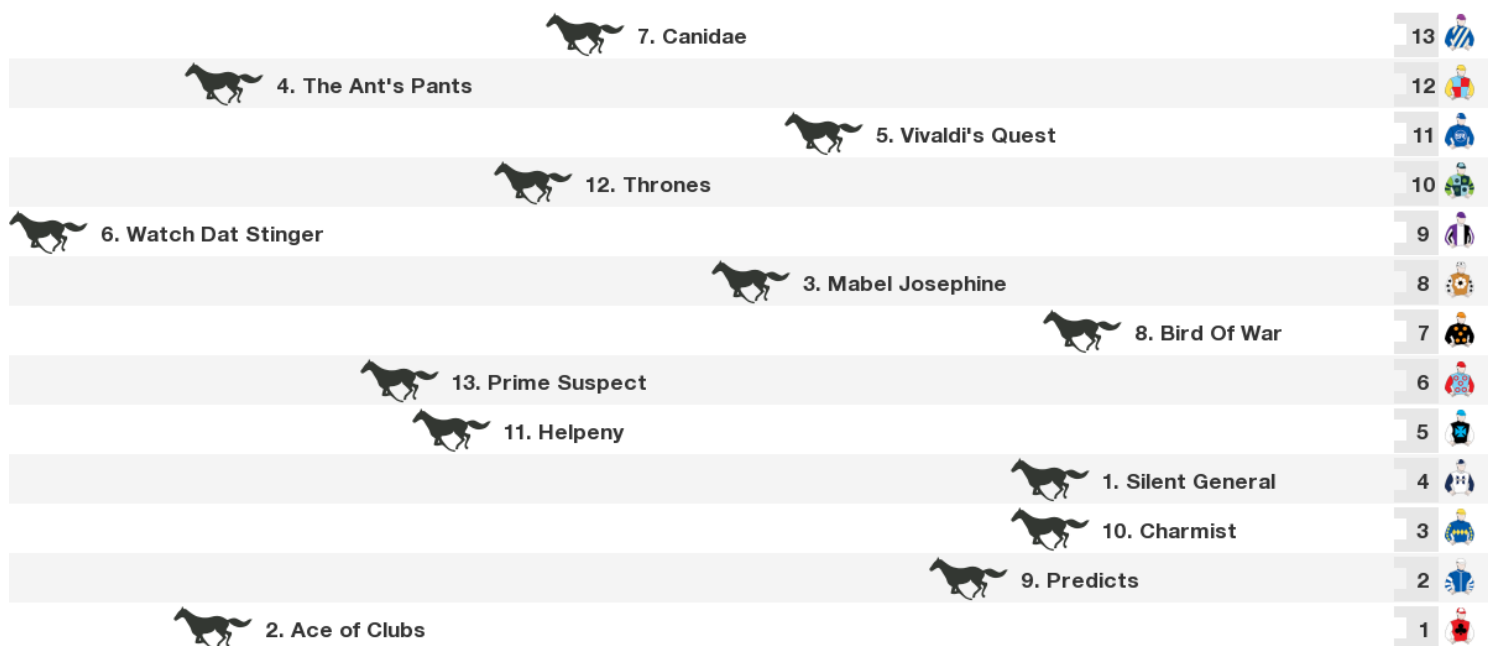 7. Canidae 13
4. The Ant's Pants 12
5. Vivaldi's Quest 11
12. Thrones 10
6. Watch Dat Stinger 9
3. Mabel Josephine 8
8. Bird Of War 7
13. Prime Suspect 6
11. Helpeny 5
1. Silent General 4
10. Charmist 3
9. Predicts 2
2. Ace of Clubs 1